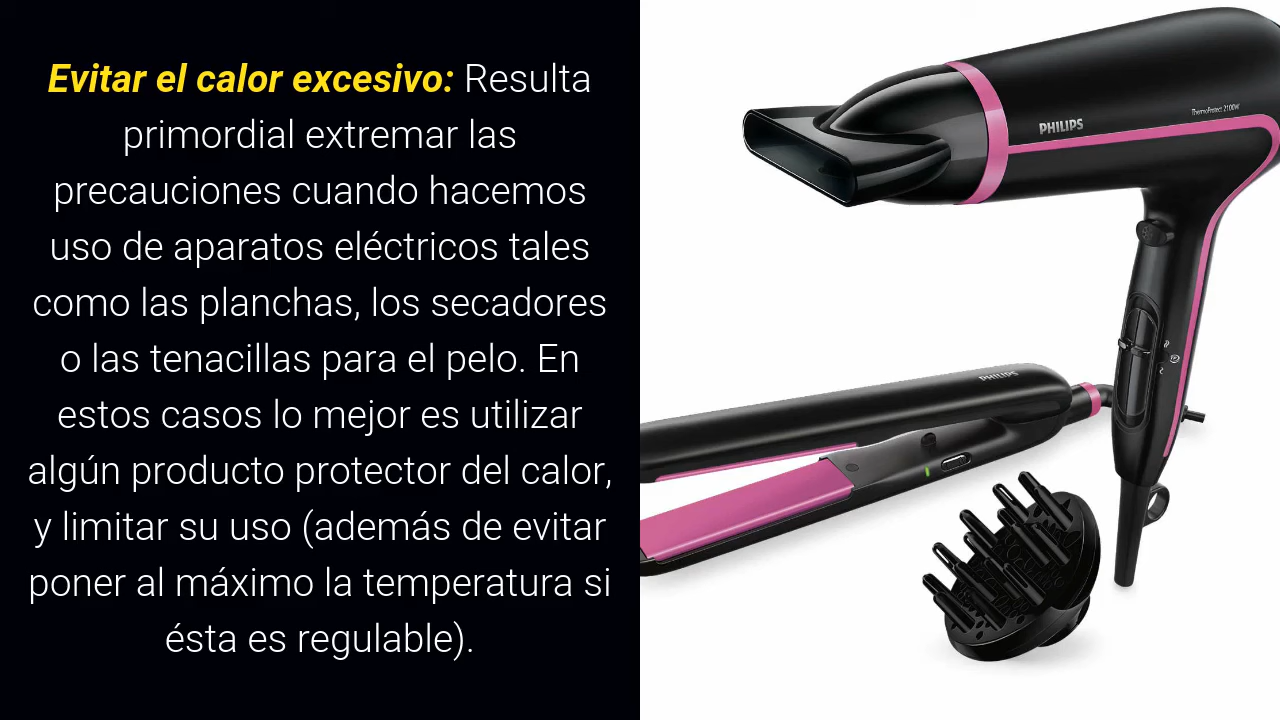 Evitar el calor excesivo: Resulta
primordial extremar las
precauciones cuando hacemos
uso de aparatos eléctricos tales
como las planchas, los secadores
o las tenacillas para el pelo. En
estos casos lo mejor es utilizar
algún producto protector del calor,
y limitar su uso (además de evitar
poner al máximo la temperatura si
ésta es regulable).
PHILIPS
ThermoProtect 2100W
PHILIPS